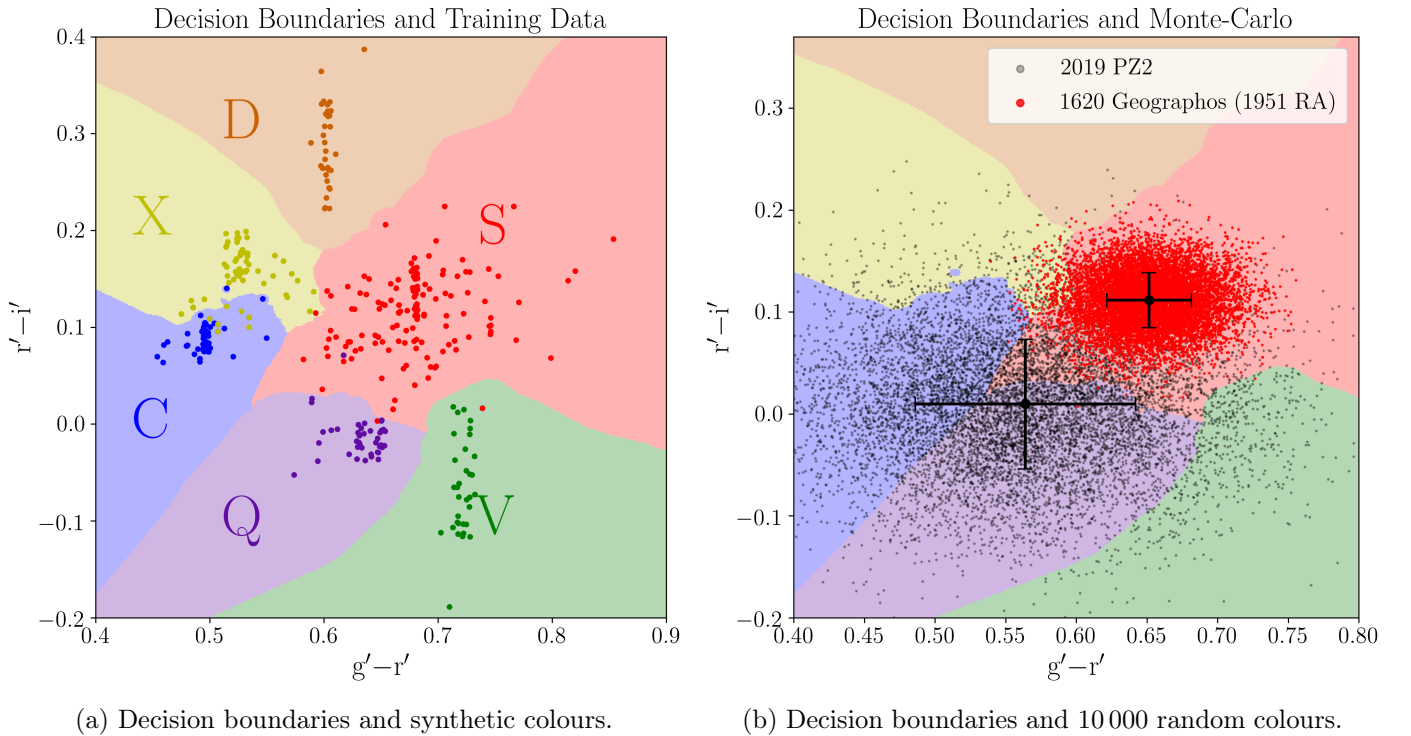 Decision Boundaries and Training Data
0.4
0.3
0.2
0.1
0.0
−0.1
−0.2
0.4
0.5
0.6
0.7
0.8
0.9
r′−i′
g′−r′
D
X
S
C
Q
V
(a) Decision boundaries and synthetic colours.
Decision Boundaries and Monte-Carlo
2019 PZ2
1620 Geographos (1951 RA)
0.3
0.2
0.1
0.0
−0.1
−0.2
0.40
0.45
0.50
0.55
0.60
0.65
0.70
0.75
0.80
r′−i′
g′−r′
(b) Decision boundaries and 10 000 random colours.